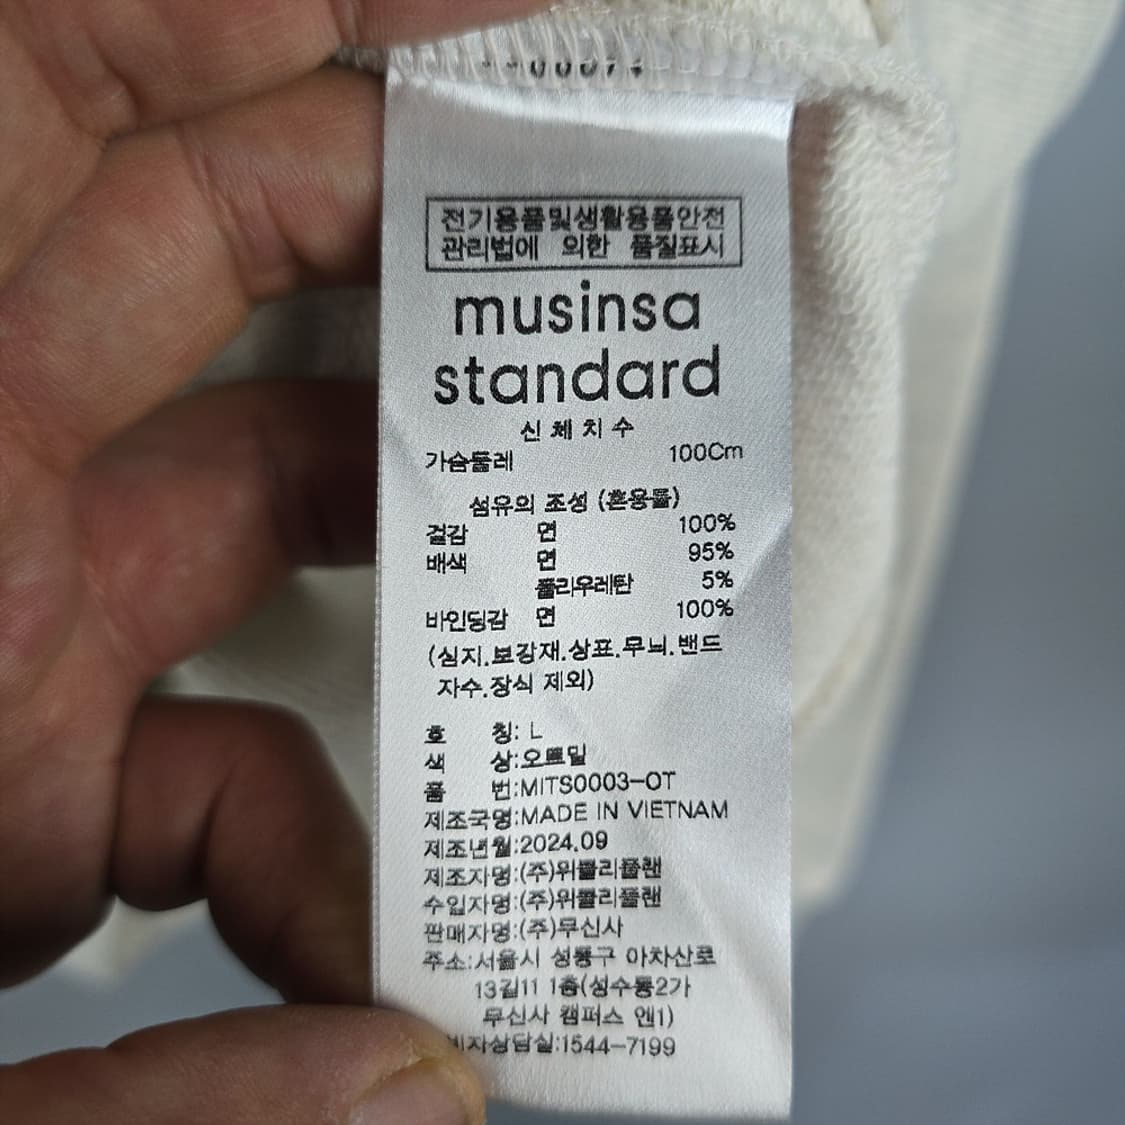 전기용품및생활용품안전
관리법에 의한 품질표시
musinsa
standard
신체치수
가슴둘레 100Cm
섬유의 조성 (혼용률)
겉감 면 100%
배색 면 95%
폴리우레탄 5%
바인딩감 면 100%
(심지.보강재.상표.무늬.밴드
자수.장식 제외)
호 칭: L
색 상:오트밀
품 번:MITS0003-OT
제조국명:MADE IN VIETNAM
제조년월:2024.09
제조자명:(주)위클리플랜
수입자명:(주)위클리플랜
판매자명:(주)무신사
주소:서울시 성동구 아차산로
13길11 1층(성수동2가
무신사 캠퍼스 엔1)
비자상담실:1544-7199